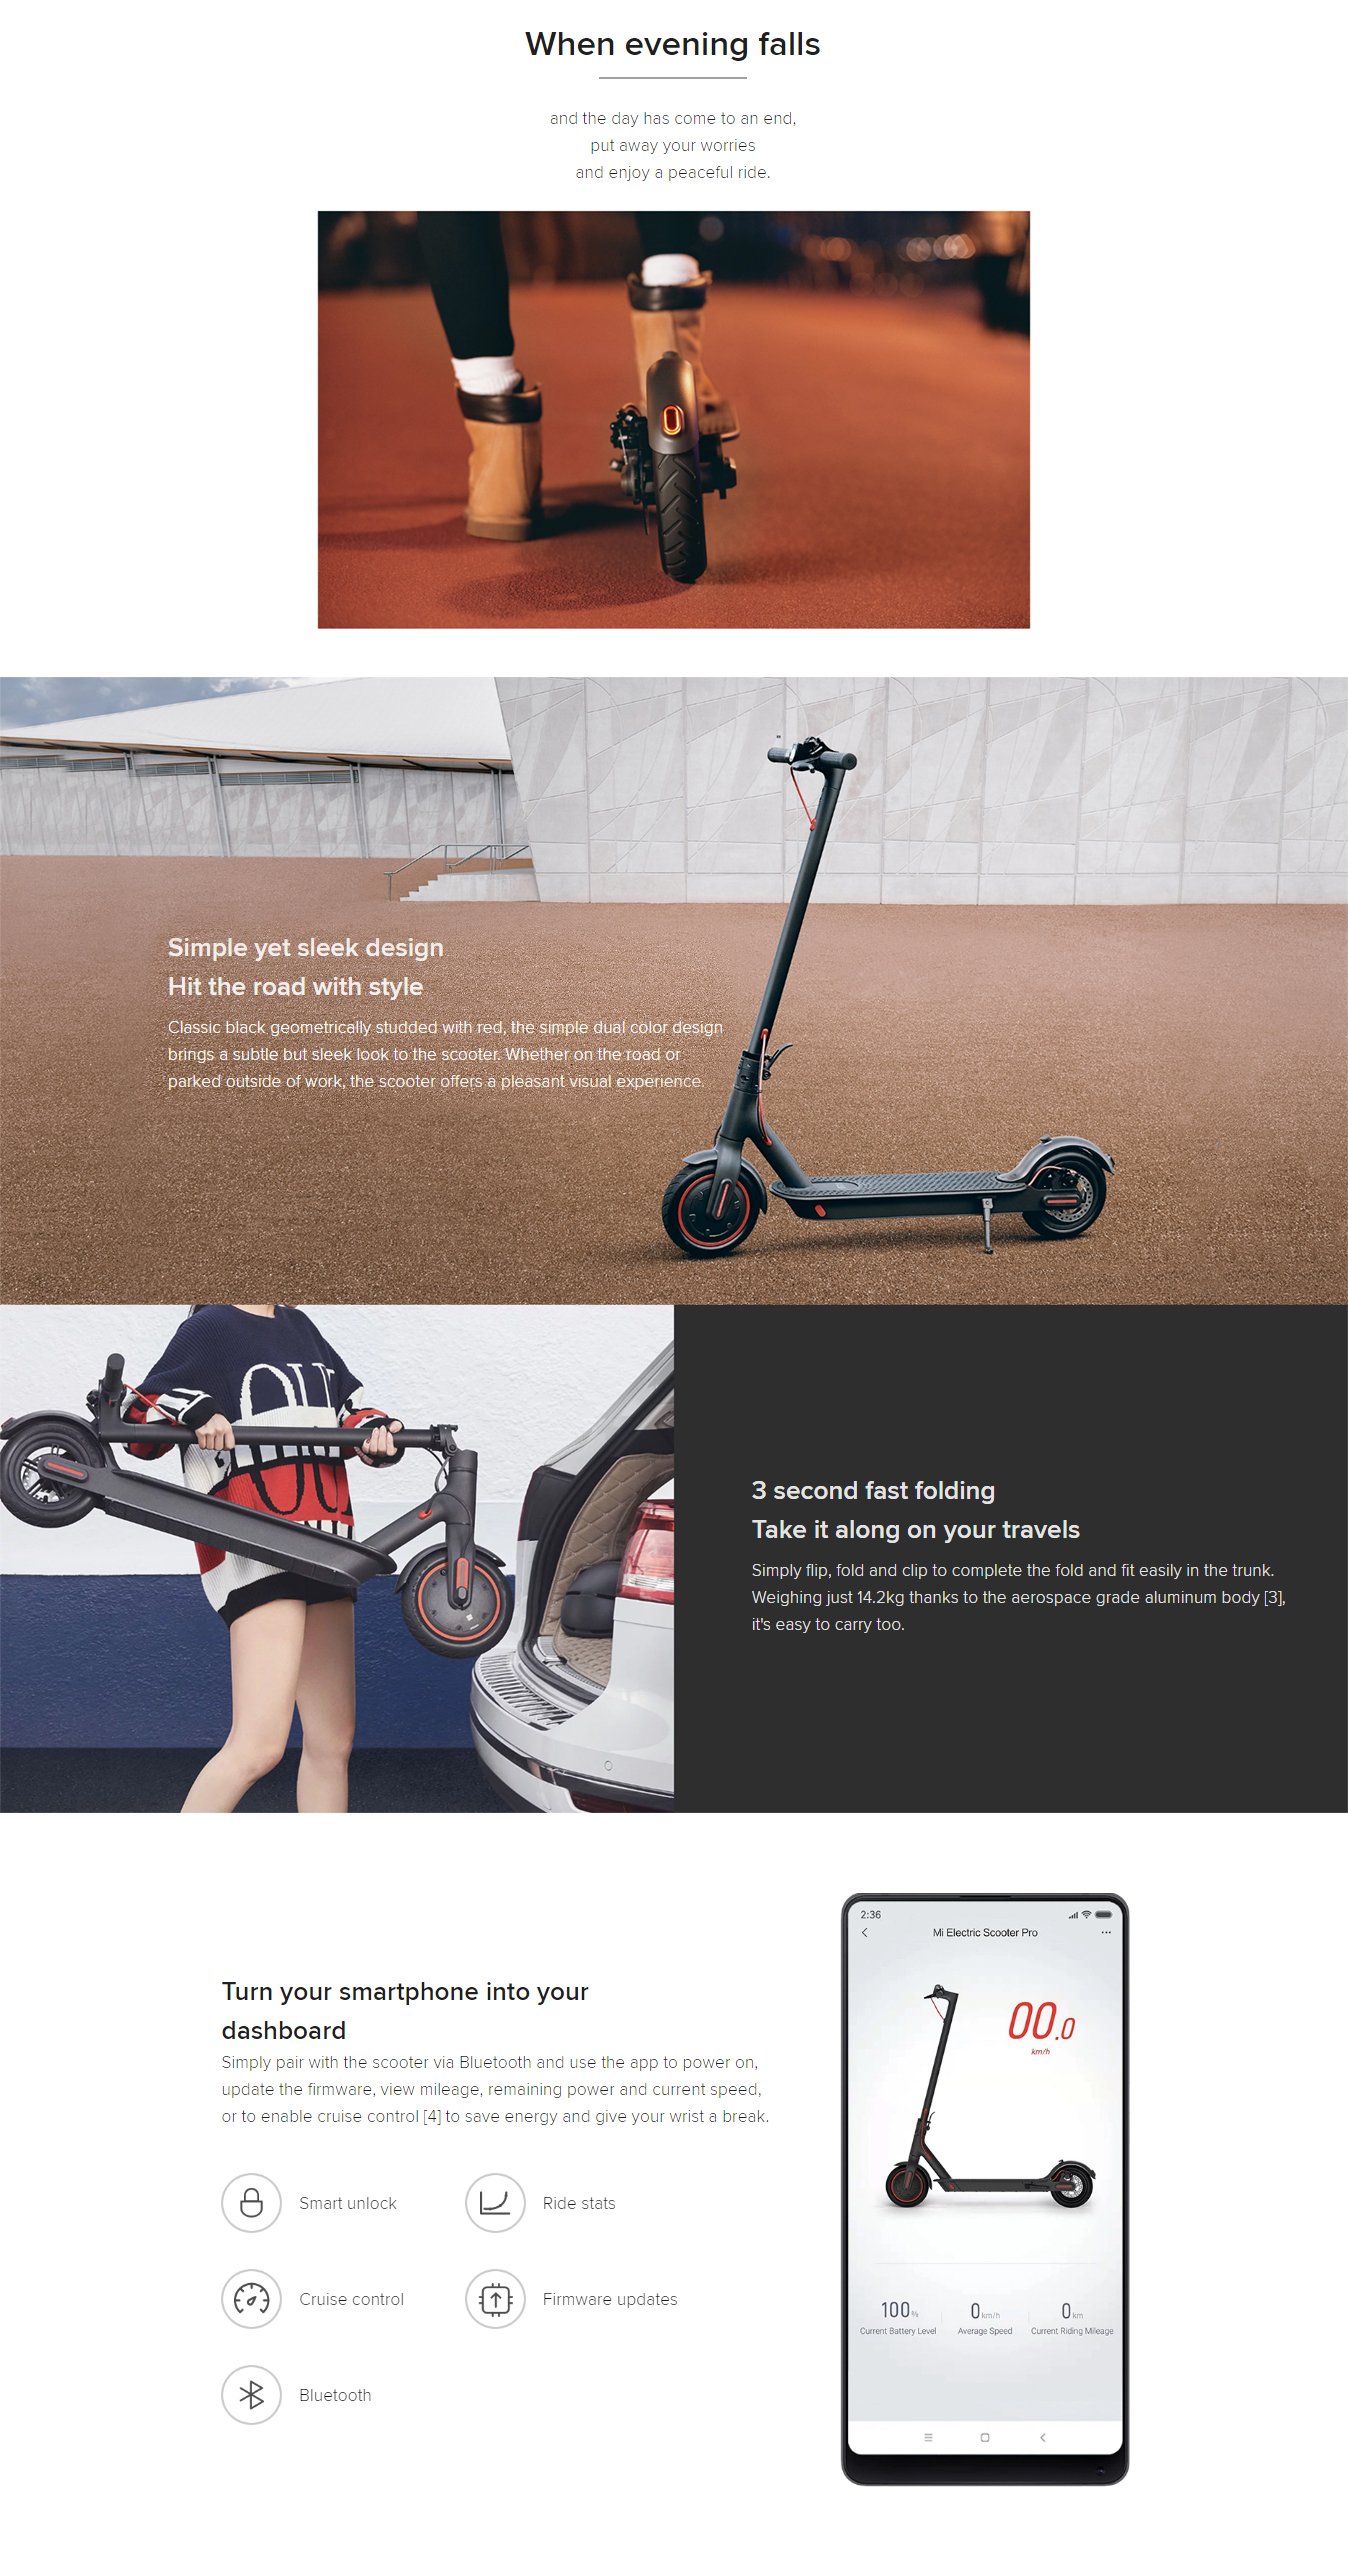 When evening falls
and the day has come to an end,
put away your worries
and enjoy a peaceful ride.
Simple yet sleek design
Hit the road with style
Classic black geometrically studded with red, the simple dual color design
brings a subtle but sleek look to the scooter. Whether on the road or
parked outside of work, the scooter offers a pleasant visual experience.
3 second fast folding
Take it along on your travels
Simply flip, fold and clip to complete the fold and fit easily in the trunk.
Weighing just 14.2kg thanks to the aerospace grade aluminum body [3],
it's easy to carry too.
Turn your smartphone into your
dashboard
Simply pair with the scooter via Bluetooth and use the app to power on,
update the firmware, view mileage, remaining power and current speed,
or to enable cruise control [4] to save energy and give your wrist a break.
Smart unlock
Ride stats
Cruise control
Firmware updates
Bluetooth
2:36
Mi Electric Scooter Pro
00.0
km/h
100% 0km/h 0km
Current Battery Level Average Speed Current Riding Mileage